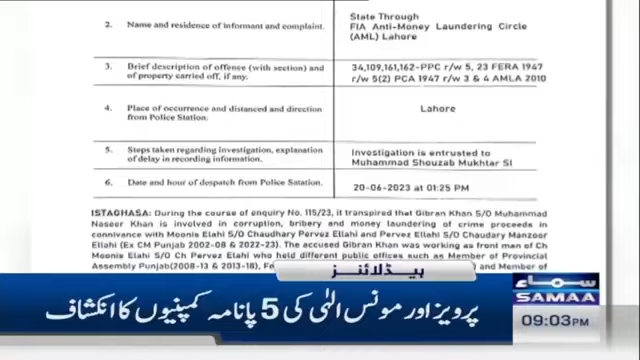 2. Name and residence of informant and complaint.
State Through
FIA Anti-Money Laundering Circle
(AML) Lahore
3. Brief description of offence (with section) and of property carried off, if any.
34,109,161,162-PPC r/w 5, 23 FERA 1947
r/w 5(2) PCA 1947 r/w 3 & 4 AMLA 2010
4. Place of occurrence and distanced and direction from Police Station.
Lahore
5. Steps taken regarding investigation, explanation of delay in recording information.
Investigation is entrusted to
Muhammad Shouzab Mukhtar SI
6. Date and hour of despatch from Police Satation.
20-06-2023 at 01:25 PM
ISTAGHASA: During the course of enquiry No. 115/23, it transpired that Gibran Khan S/O Muhammad
Naseer Khan is involved in corruption, bribery and money laundering of crime proceeds in
connivance with Moonis Elahi S/O Chaudhary Pervez Ellahi and Pervez Ellahi S/O Chaudary Manzoor
Ellahi (Ex CM Punjab 2002-08 & 2022-23). The accused Gibran Khan was working as front man of Ch
Moonis Elahi S/O Ch Pervez Elahi who held different public offices such as Member of Provincial
Assembly Punjab(2008-13 & 2013-18), and Member of
ہیڈلائنز
پرویز اور مونس الٰہی کی 5 پانامہ کمپنیوں کا انکشاف
سماء
SAMAA
09:03 PM